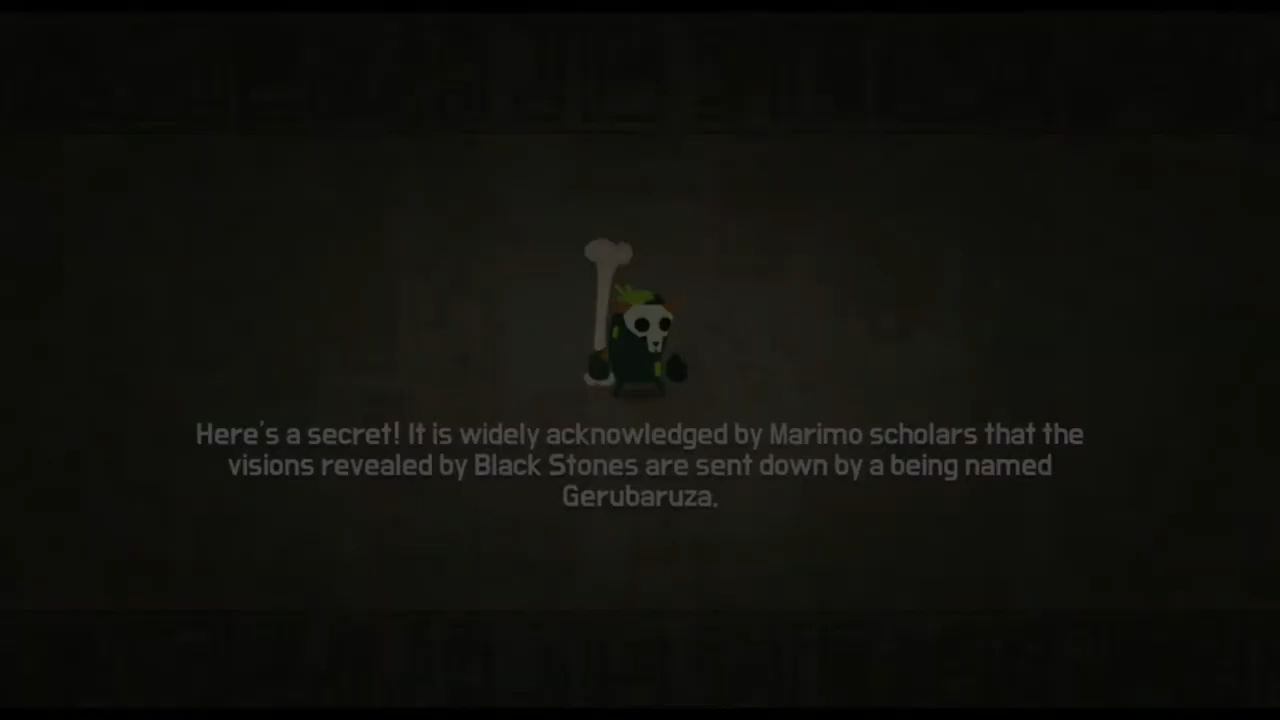 Here's a secret! It is widely acknowledged by Marimo scholars that the
visions revealed by Black Stones are sent down by a being named
Gerubaruza.